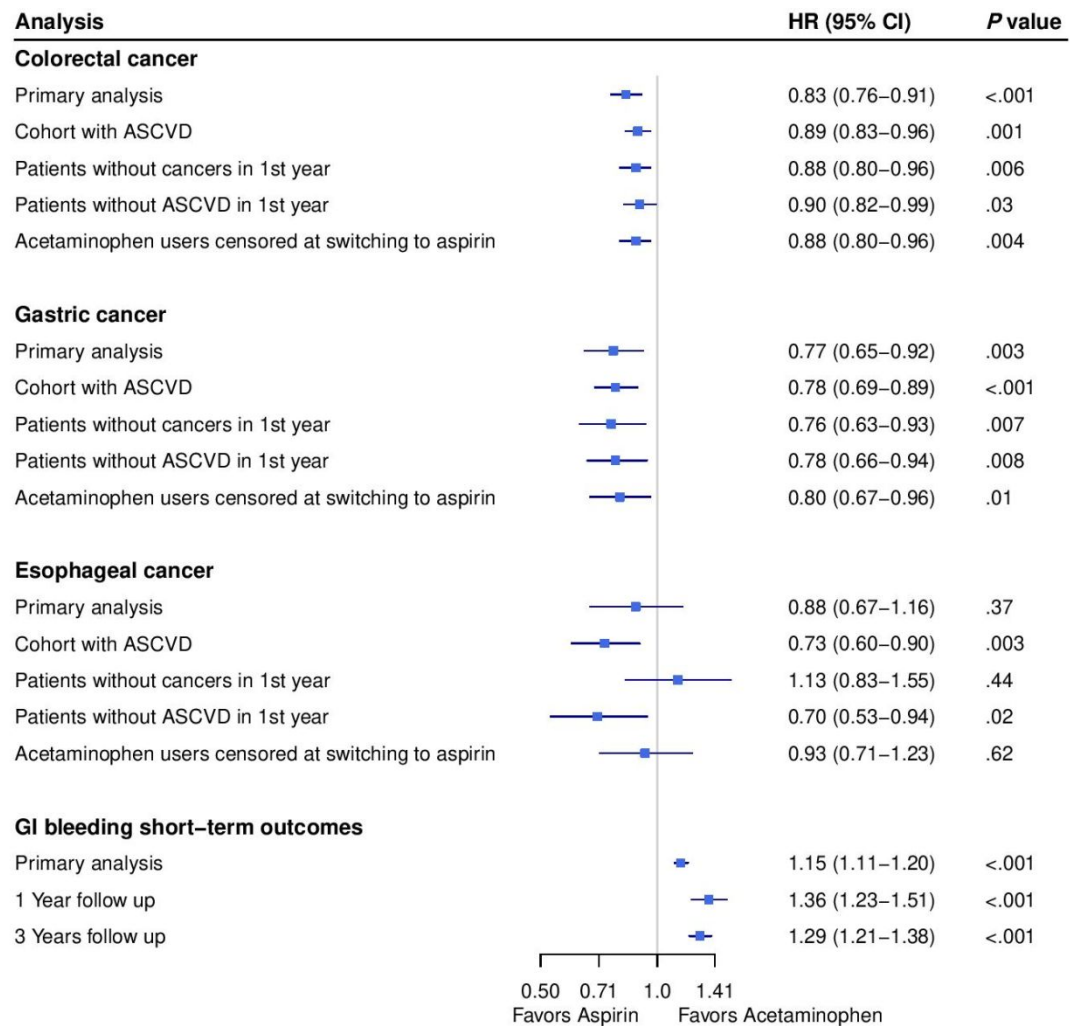 Analysis HR (95% CI) P value
Colorectal cancer
Primary analysis 0.83 (0.76−0.91) <.001
Cohort with ASCVD 0.89 (0.83−0.96) .001
Patients without cancers in 1st year 0.88 (0.80−0.96) .006
Patients without ASCVD in 1st year 0.90 (0.82−0.99) .03
Acetaminophen users censored at switching to aspirin 0.88 (0.80−0.96) .004
Gastric cancer
Primary analysis 0.77 (0.65−0.92) .003
Cohort with ASCVD 0.78 (0.69−0.89) <.001
Patients without cancers in 1st year 0.76 (0.63−0.93) .007
Patients without ASCVD in 1st year 0.78 (0.66−0.94) .008
Acetaminophen users censored at switching to aspirin 0.80 (0.67−0.96) .01
Esophageal cancer
Primary analysis 0.88 (0.67−1.16) .37
Cohort with ASCVD 0.73 (0.60−0.90) .003
Patients without cancers in 1st year 1.13 (0.83−1.55) .44
Patients without ASCVD in 1st year 0.70 (0.53−0.94) .02
Acetaminophen users censored at switching to aspirin 0.93 (0.71−1.23) .62
GI bleeding short−term outcomes
Primary analysis 1.15 (1.11−1.20) <.001
1 Year follow up 1.36 (1.23−1.51) <.001
3 Years follow up 1.29 (1.21−1.38) <.001
0.50 0.71 1.0 1.41
Favors Aspirin Favors Acetaminophen